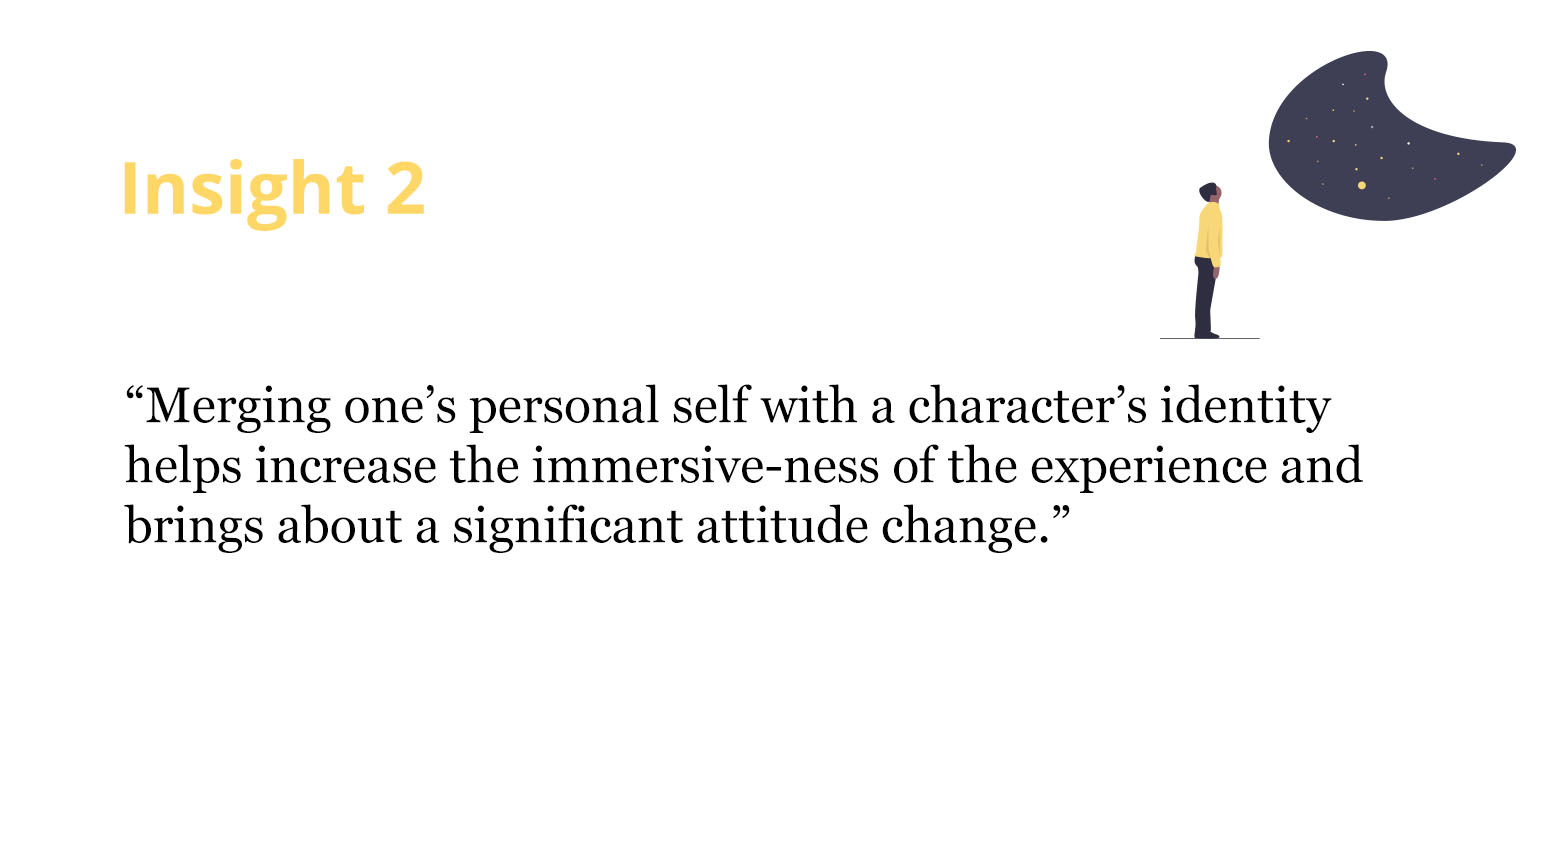 Insight 2
“Merging one’s personal self with a character’s identity
helps increase the immersive-ness of the experience and
brings about a significant attitude change.”